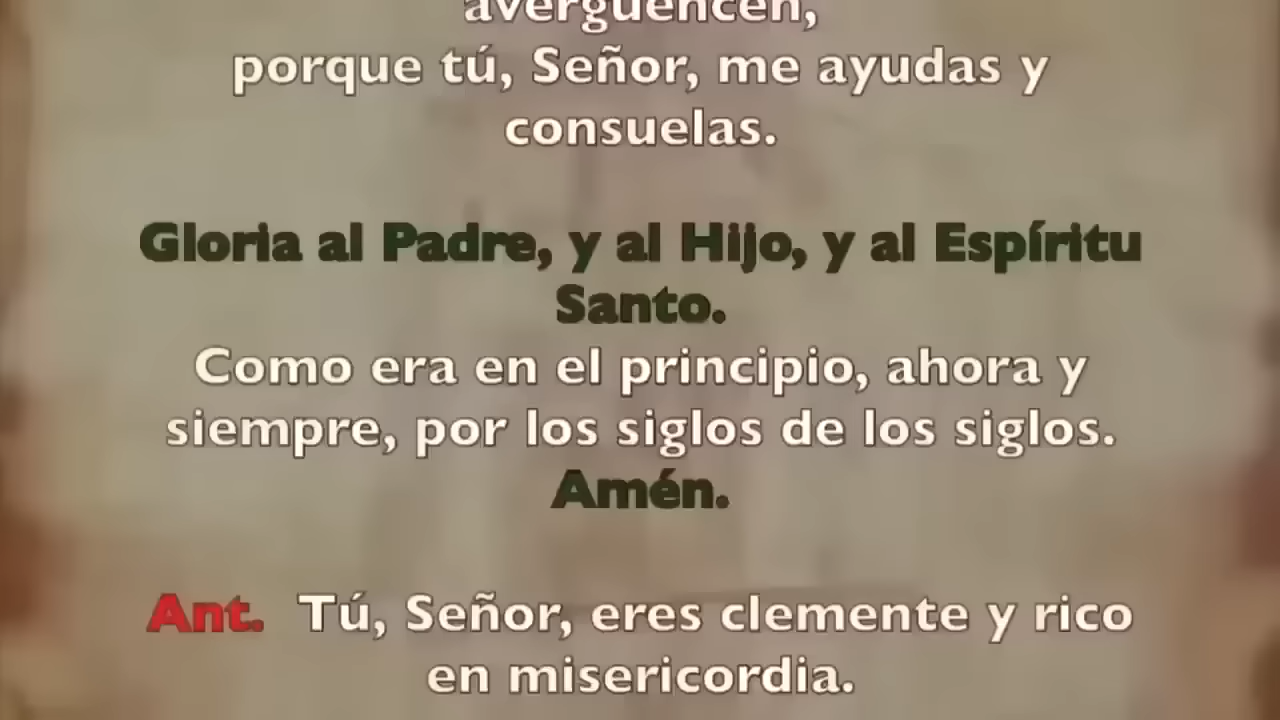 avergüencen,
porque tú, Señor, me ayudas y
consuelas.
Gloria al Padre, y al Hijo, y al Espíritu
Santo.
Como era en el principio, ahora y
siempre, por los siglos de los siglos.
Amén.
Ant. Tú, Señor, eres clemente y rico
en misericordia.